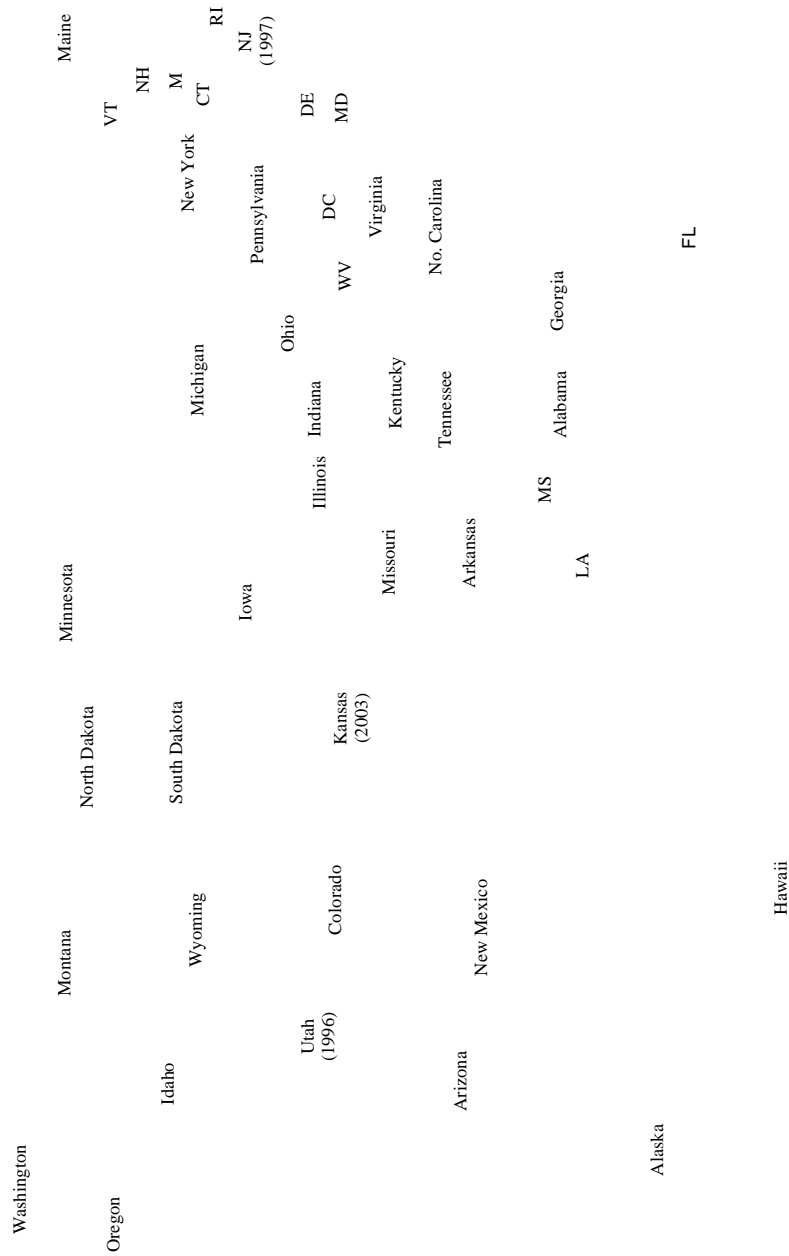 Washington
Oregon
Idaho
Montana
Wyoming
Utah
(1996)
Colorado
Arizona
New Mexico
Alaska
Hawaii
North Dakota
South Dakota
Kansas
(2003)
Minnesota
Iowa
Missouri
Arkansas
LA
Illinois
MS
Michigan
Indiana
Ohio
Kentucky
Tennessee
Alabama
Georgia
FL
WV
Virginia
No. Carolina
DC
Pennsylvania
New York
VT
NH
M
CT
RI
NJ
(1997)
DE
MD
Maine